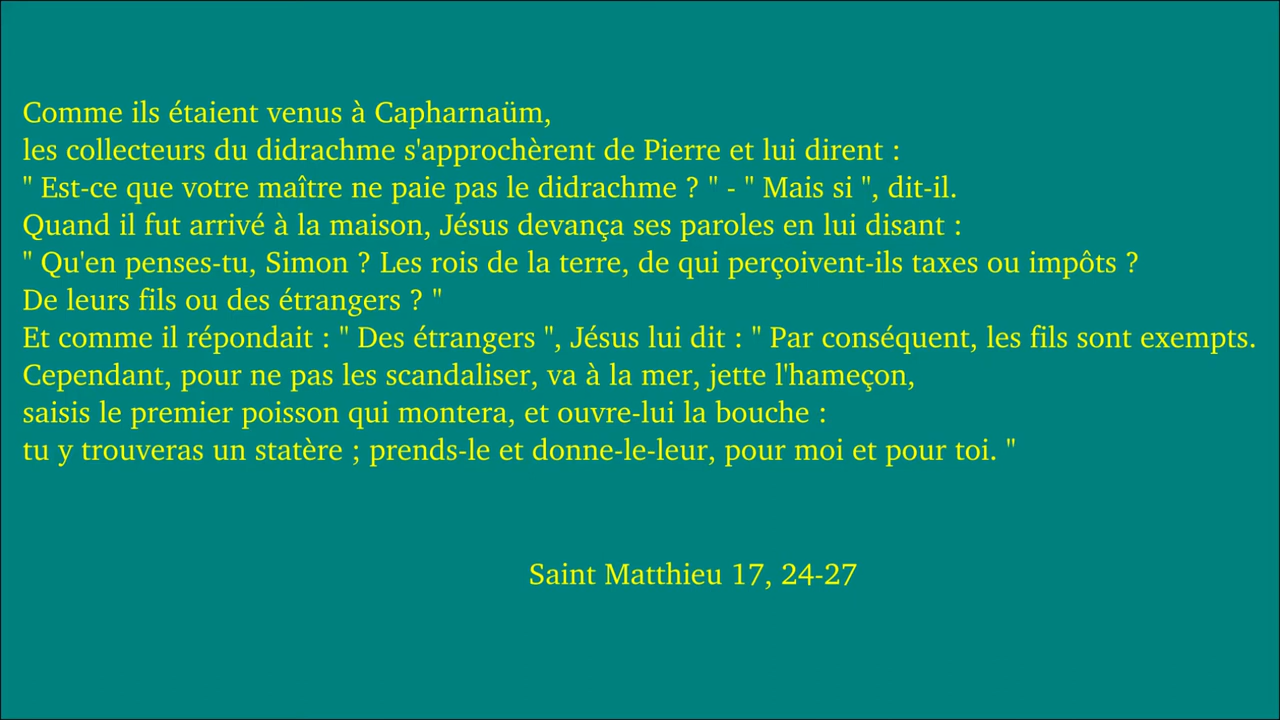 Comme ils étaient venus à Capharnaüm,
les collecteurs du didrachme s'approchèrent de Pierre et lui dirent :
" Est-ce que votre maître ne paie pas le didrachme ? " - " Mais si ", dit-il.
Quand il fut arrivé à la maison, Jésus devança ses paroles en lui disant :
" Qu'en penses-tu, Simon ? Les rois de la terre, de qui perçoivent-ils taxes ou impôts ?
De leurs fils ou des étrangers ? "
Et comme il répondait : " Des étrangers ", Jésus lui dit : " Par conséquent, les fils sont exempts.
Cependant, pour ne pas les scandaliser, va à la mer, jette l'hameçon,
saisis le premier poisson qui montera, et ouvre-lui la bouche :
tu y trouveras un statère ; prends-le et donne-le-leur, pour moi et pour toi. "
Saint Matthieu 17, 24-27